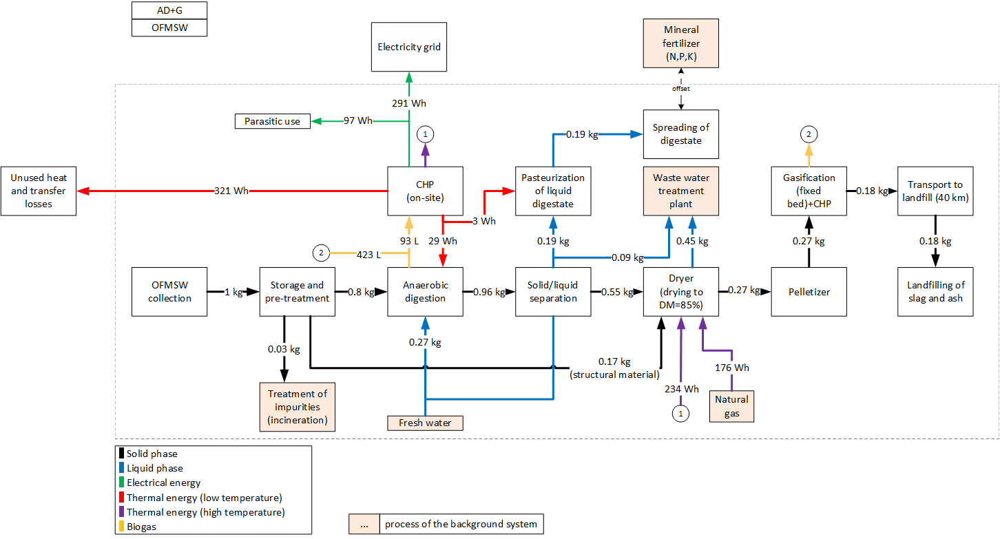 AD+G
OFMSW
Electricity grid
Mineral
fertilizer
(N,P,K)
offset
291 Wh
Parasitic use
97 Wh
1
0.19 kg
Spreading of
digestate
2
Unused heat
and transfer
losses
321 Wh
CHP
(on-site)
Pasteurization
of liquid
digestate
Waste water
treatment
plant
Gasification
(fixed
bed)+CHP
0.18 kg
Transport to
landfill (40 km)
3 Wh
93 L
29 Wh
0.19 kg
0.45 kg
0.27 kg
0.18 kg
2
423 L
0.09 kg
OFMSW
collection
1 kg
Storage and
pre-treatment
0.8 kg
Anaerobic
digestion
0.96 kg
Solid/liquid
separation
0.55 kg
Dryer
(drying to
DM=85%)
0.27 kg
Pelletizer
Landfilling of
slag and ash
0.03 kg
0.27 kg
0.17 kg
(structural material)
176 Wh
234 Wh
Treatment of
impurities
(incineration)
Fresh water
1
Natural
gas
Solid phase
Liquid phase
Electrical energy
Thermal energy (low temperature)
Thermal energy (high temperature)
Biogas
...
process of the background system